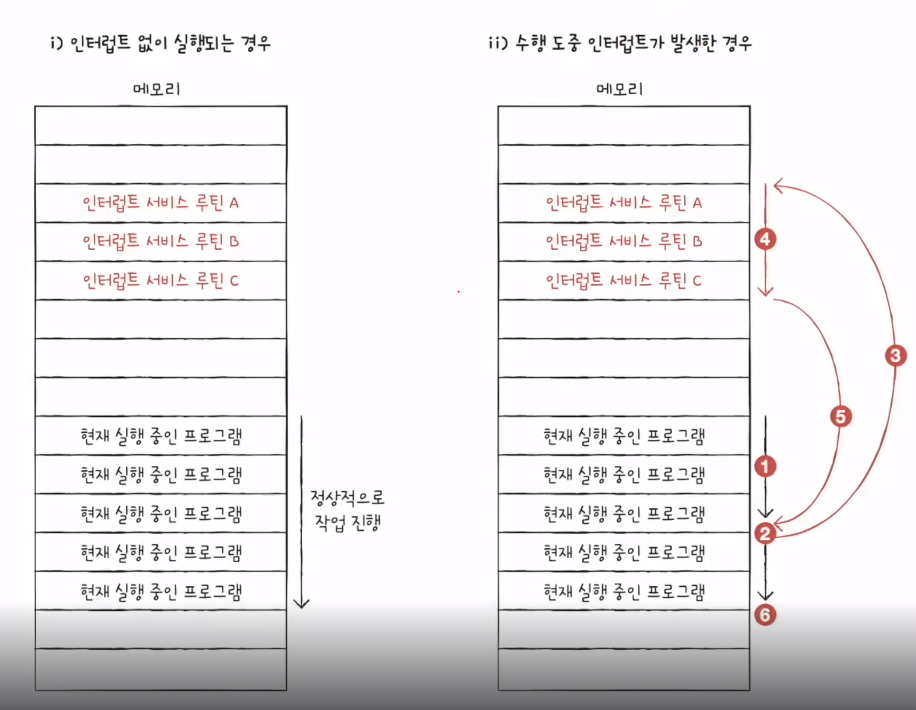 i) 인터럽트 없이 실행되는 경우
메모리
인터럽트 서비스 루틴 A
인터럽트 서비스 루틴 B
인터럽트 서비스 루틴 C
현재 실행 중인 프로그램
현재 실행 중인 프로그램
현재 실행 중인 프로그램
현재 실행 중인 프로그램
현재 실행 중인 프로그램
정상적으로
작업 진행
ii) 수행 도중 인터럽트가 발생한 경우
메모리
인터럽트 서비스 루틴 A
인터럽트 서비스 루틴 B
인터럽트 서비스 루틴 C
현재 실행 중인 프로그램
현재 실행 중인 프로그램
현재 실행 중인 프로그램
현재 실행 중인 프로그램
현재 실행 중인 프로그램
4
3
5
1
2
6